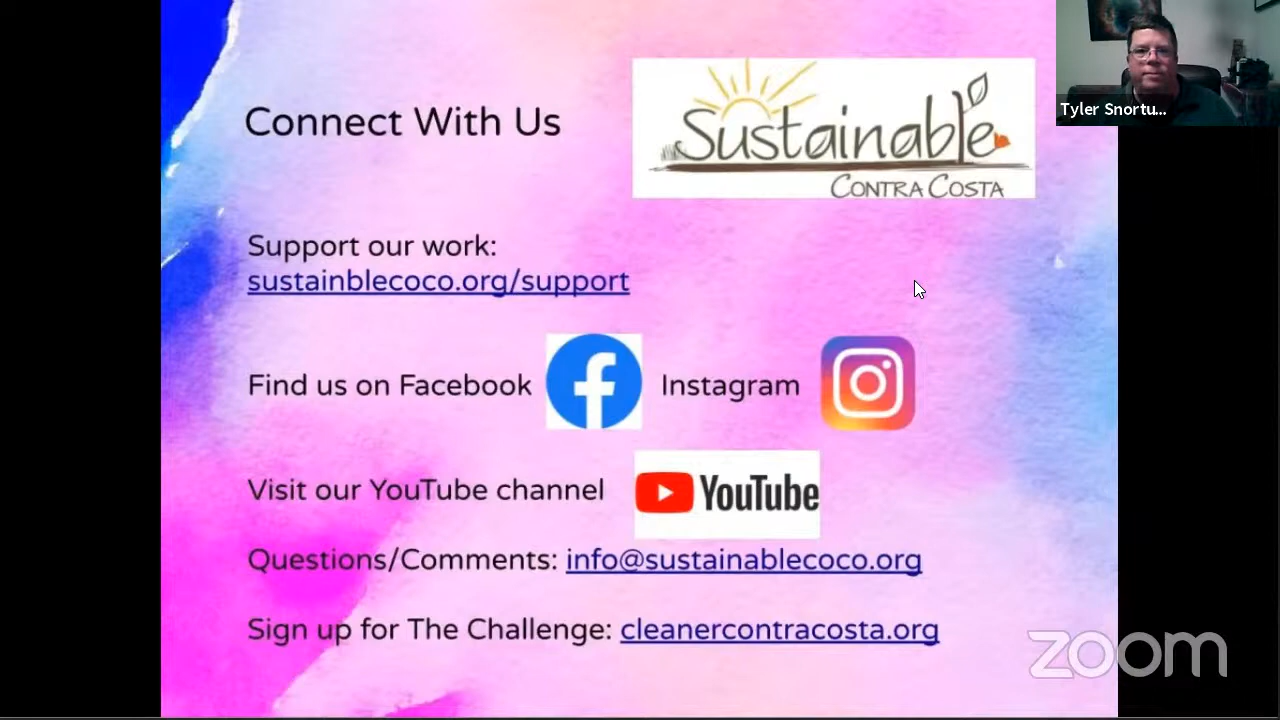 Connect With Us
Sustainable
CONTRA COSTA
Tyler Snortu...
Support our work:
sustainblecoco.org/support
Find us on Facebook
Instagram
Visit our YouTube channel
YouTube
Questions/Comments: info@sustainablecoco.org
Sign up for The Challenge: cleanercontracosta.org
zoom